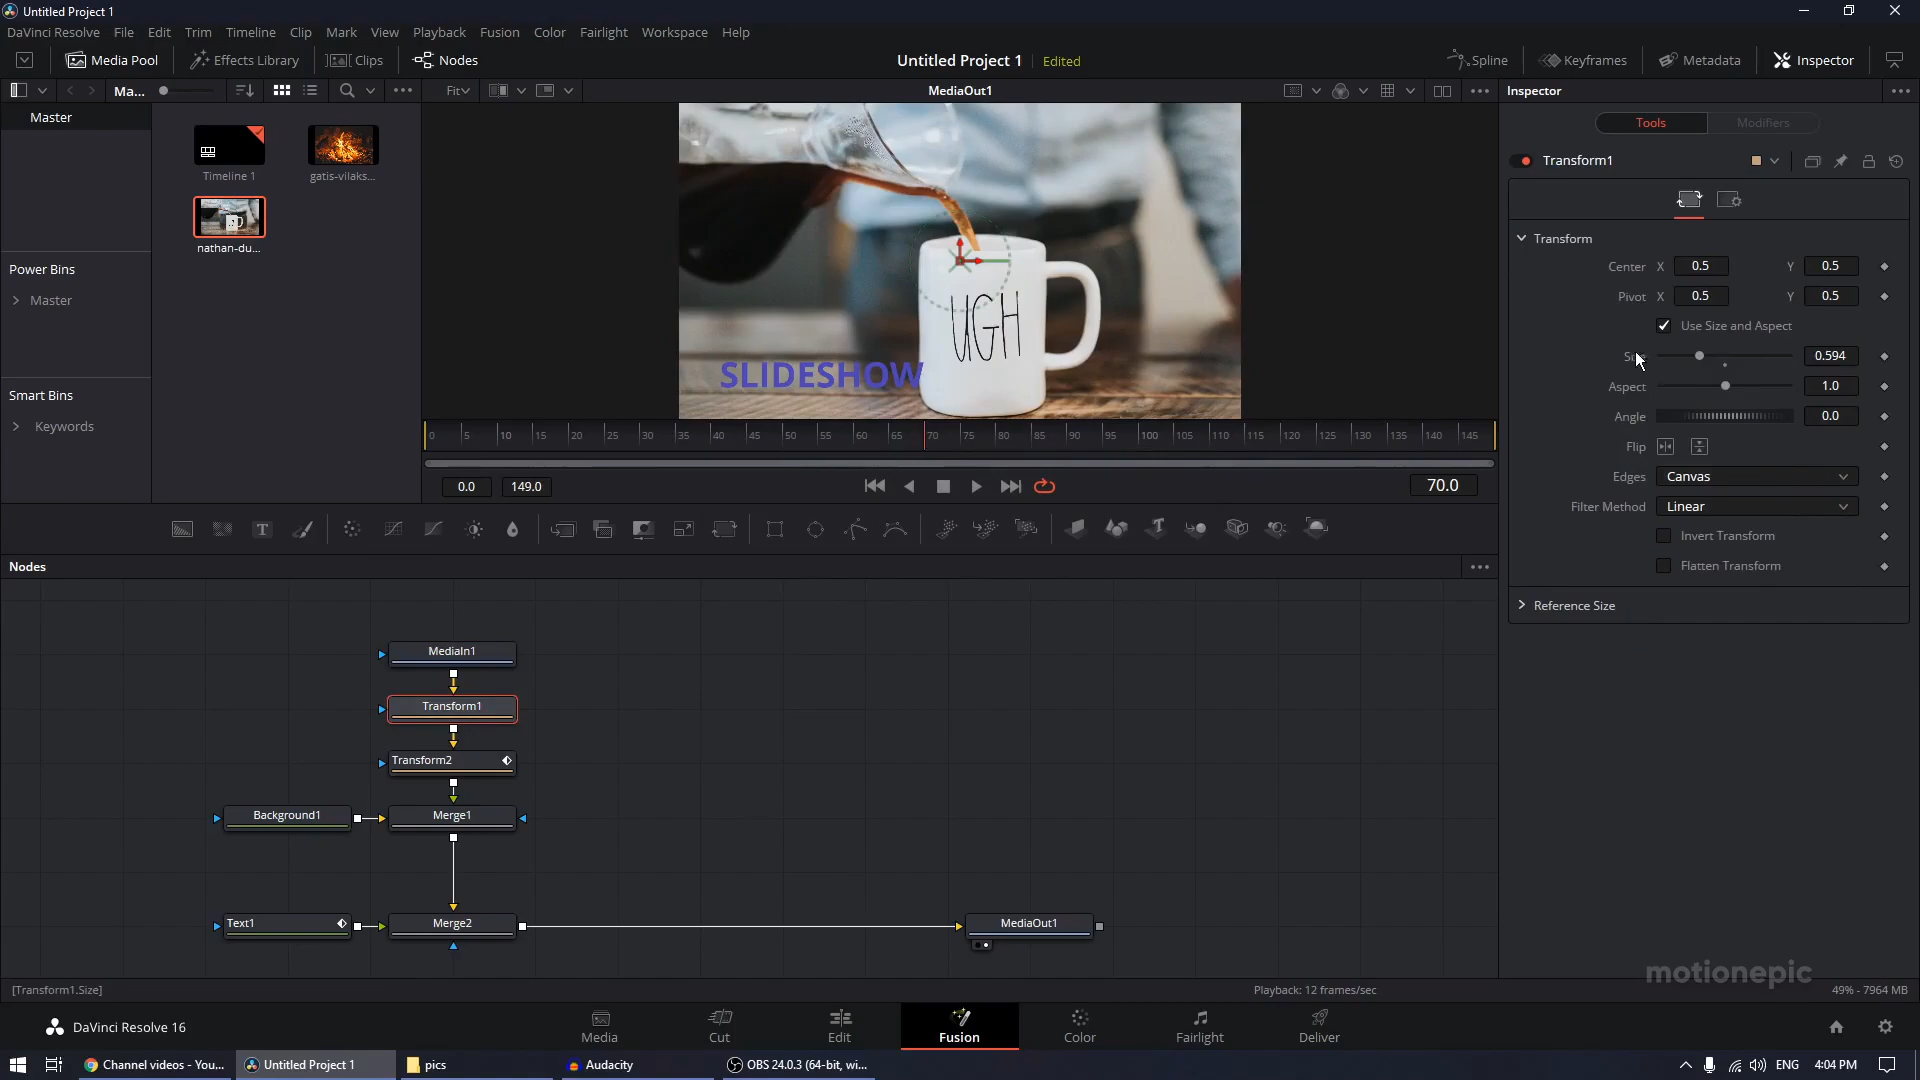 Untitled Project 1
DaVinci Resolve File Edit Trim Timeline Clip Mark View Playback Fusion Color Fairlight Workspace Help
Media Pool Effects Library Clips Nodes Untitled Project 1 Edited Spline Keyframes Metadata Inspector
Ma... Fit MediaOut1 Inspector
Master
Tools Modifiers
Timeline 1 gatis-vilaks...
nathan-du...
Power Bins
Master
Smart Bins
Keywords
UGH
SLIDESHOW
Transform1
Transform
Center X 0.5 Y 0.5
Pivot X 0.5 Y 0.5
Use Size and Aspect
0.594
Aspect 1.0
Angle 0.0
Flip
Edges Canvas
Filter Method Linear
Invert Transform
Flatten Transform
Reference Size
0 5 10 15 20 25 30 35 40 45 50 55 60 65 70 75 80 85 90 95 100 105 110 115 120 125 130 135 140 145
0.0 149.0 70.0
Nodes
MediaIn1
Transform1
Transform2
Background1 Merge1
Text1 Merge2 MediaOut1
motionepic
[Transform1.Size] Playback: 12 frames/sec 49% - 7964 MB
DaVinci Resolve 16 Media Cut Edit Fusion Color Fairlight Deliver
Channel videos - You... Untitled Project 1 pics Audacity OBS 24.0.3 (64-bit, wi... ENG 4:04 PM